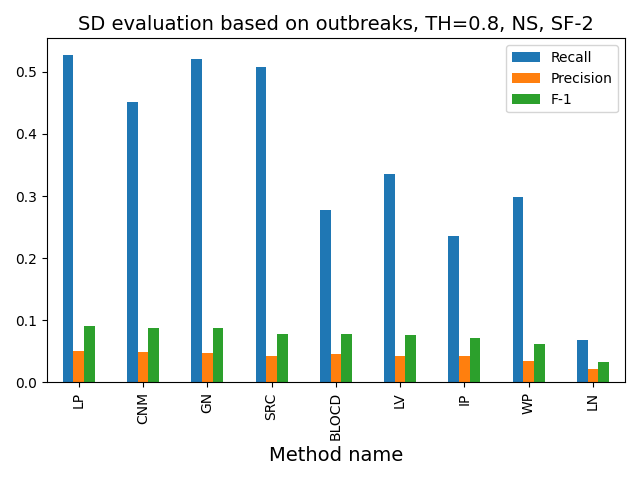 SD evaluation based on outbreaks, TH=0.8, NS, SF-2
Recall
Precision
F-1
0.5
0.4
0.3
0.2
0.1
0.0
LP
CNM
GN
SRC
BLOCD
LV
IP
WP
LN
Method name